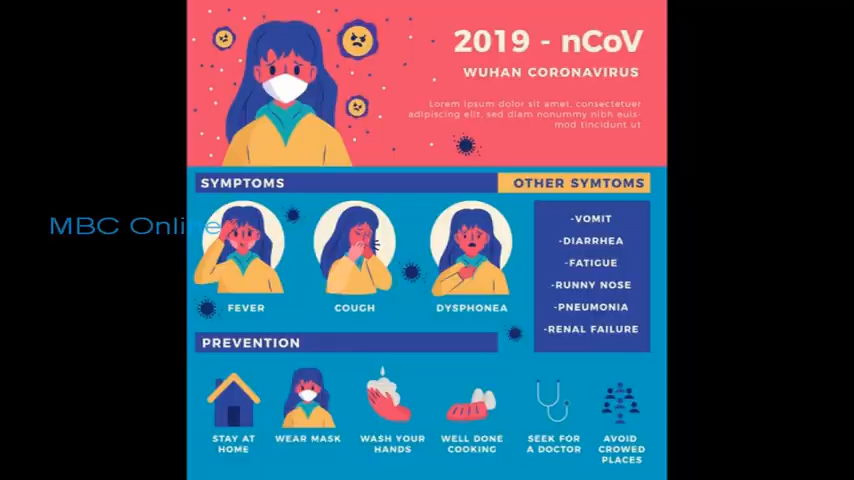 2019 - nCoV
WUHAN CORONAVIRUS
Lorem ipsum dolor sit amet, consectetuer
adipiscing elit, sed diam nonummy nibh euis-
mod tincidunt ut
SYMPTOMS
OTHER SYMTOMS
MBC Online
FEVER
COUGH
DYSPHONEA
-VOMIT
-DIARRHEA
-FATIGUE
-RUNNY NOSE
-PNEUMONIA
-RENAL FAILURE
PREVENTION
STAY AT
HOME
WEAR MASK
WASH YOUR
HANDS
WELL DONE
COOKING
SEEK FOR
A DOCTOR
AVOID
CROWED
PLACES